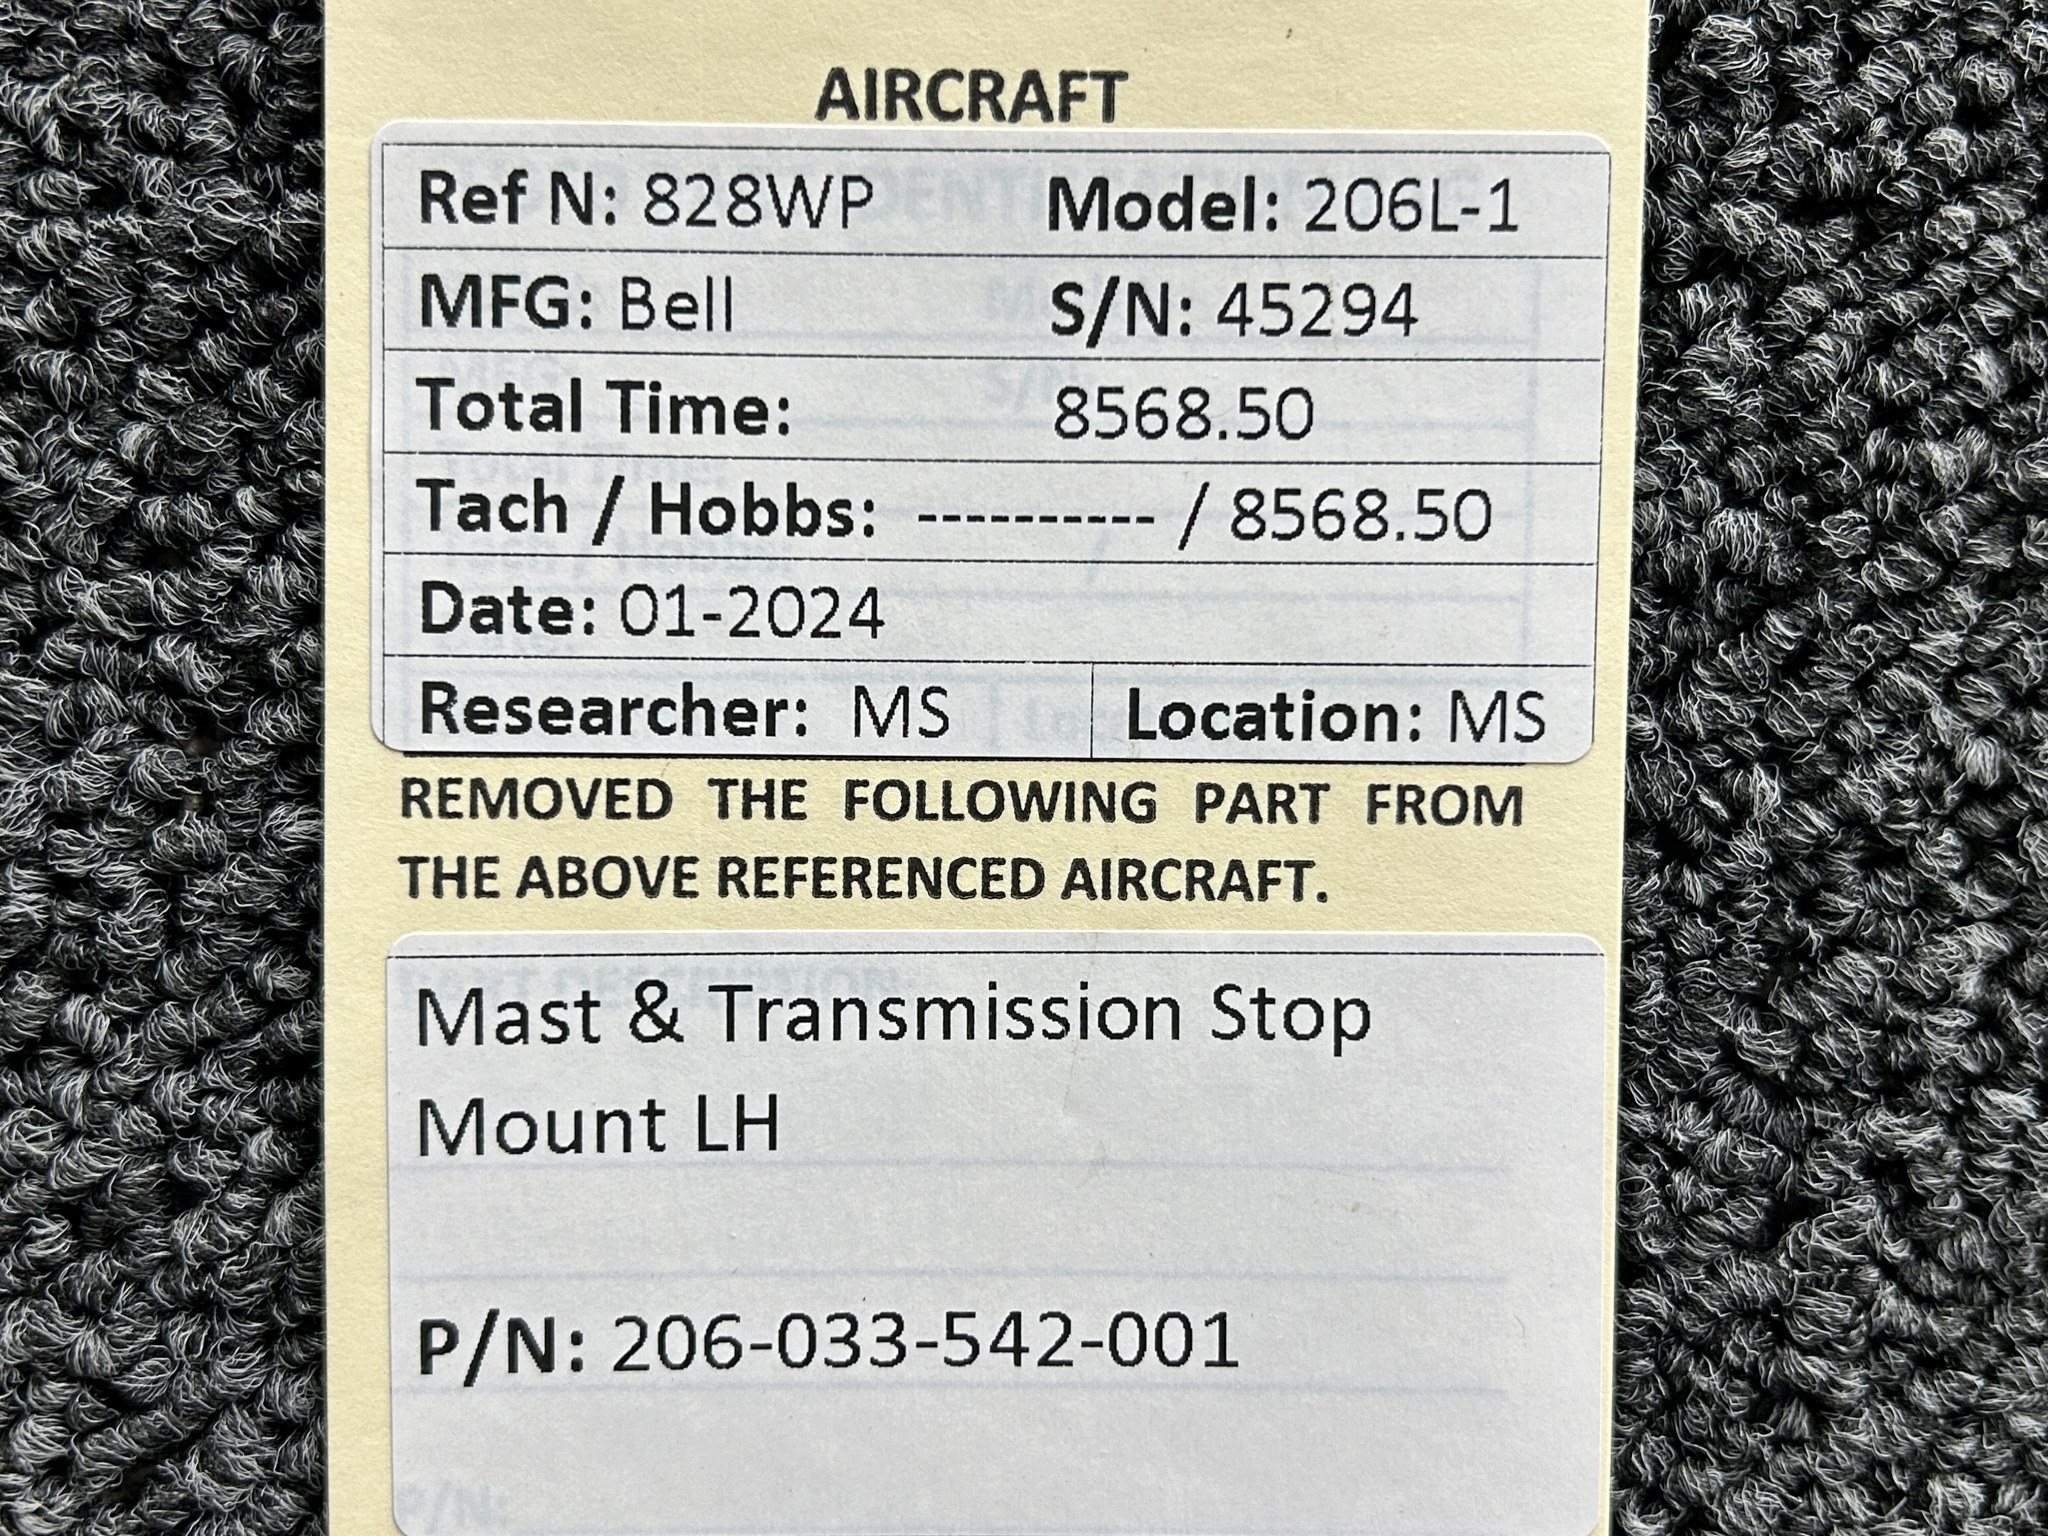 AIRCRAFT
Ref N: 828WP Model: 206L-1
MFG: Bell S/N: 45294
Total Time: 8568.50
Tach / Hobbs: ---------- / 8568.50
Date: 01-2024
Researcher: MS Location: MS
REMOVED THE FOLLOWING PART FROM
THE ABOVE REFERENCED AIRCRAFT.
PART DESCRIPTION:
Mast & Transmission Stop
Mount LH
P/N: 206-033-542-001
P/N: